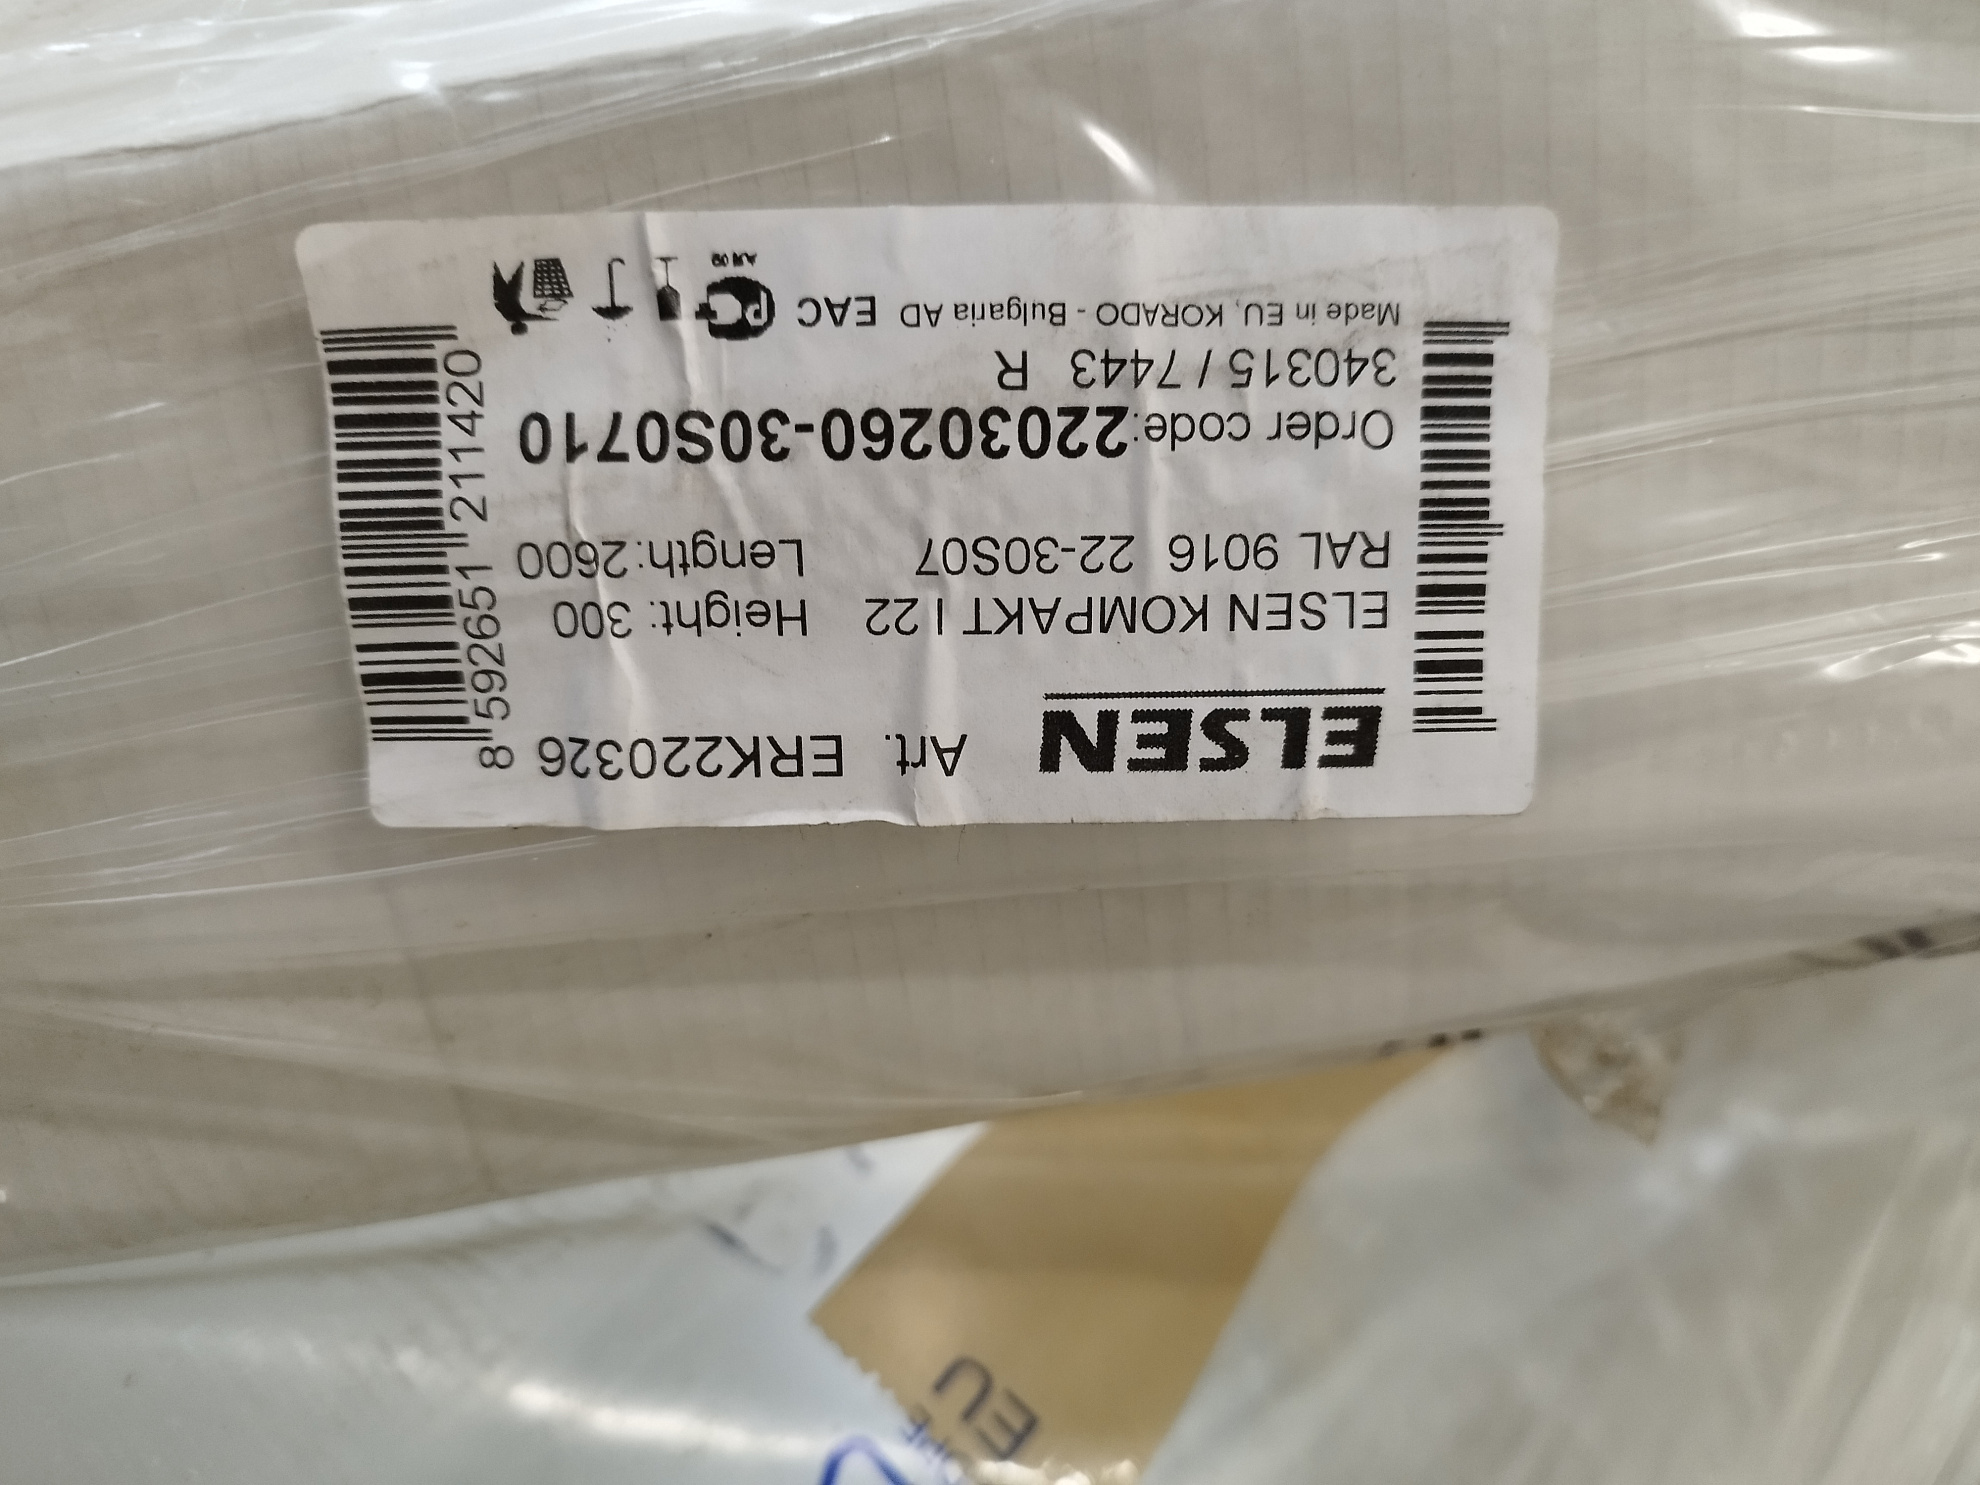 ELSEN Art. ERK220326
ELSEN KOMPAKT I 22 Height: 300
RAL 9016 22-30S07 Length:2600
Order code:22030260-30S0710
340315 / 7443 R
Made in EU, KORADO - Bulgaria AD EAC
8 592651 211420
EU